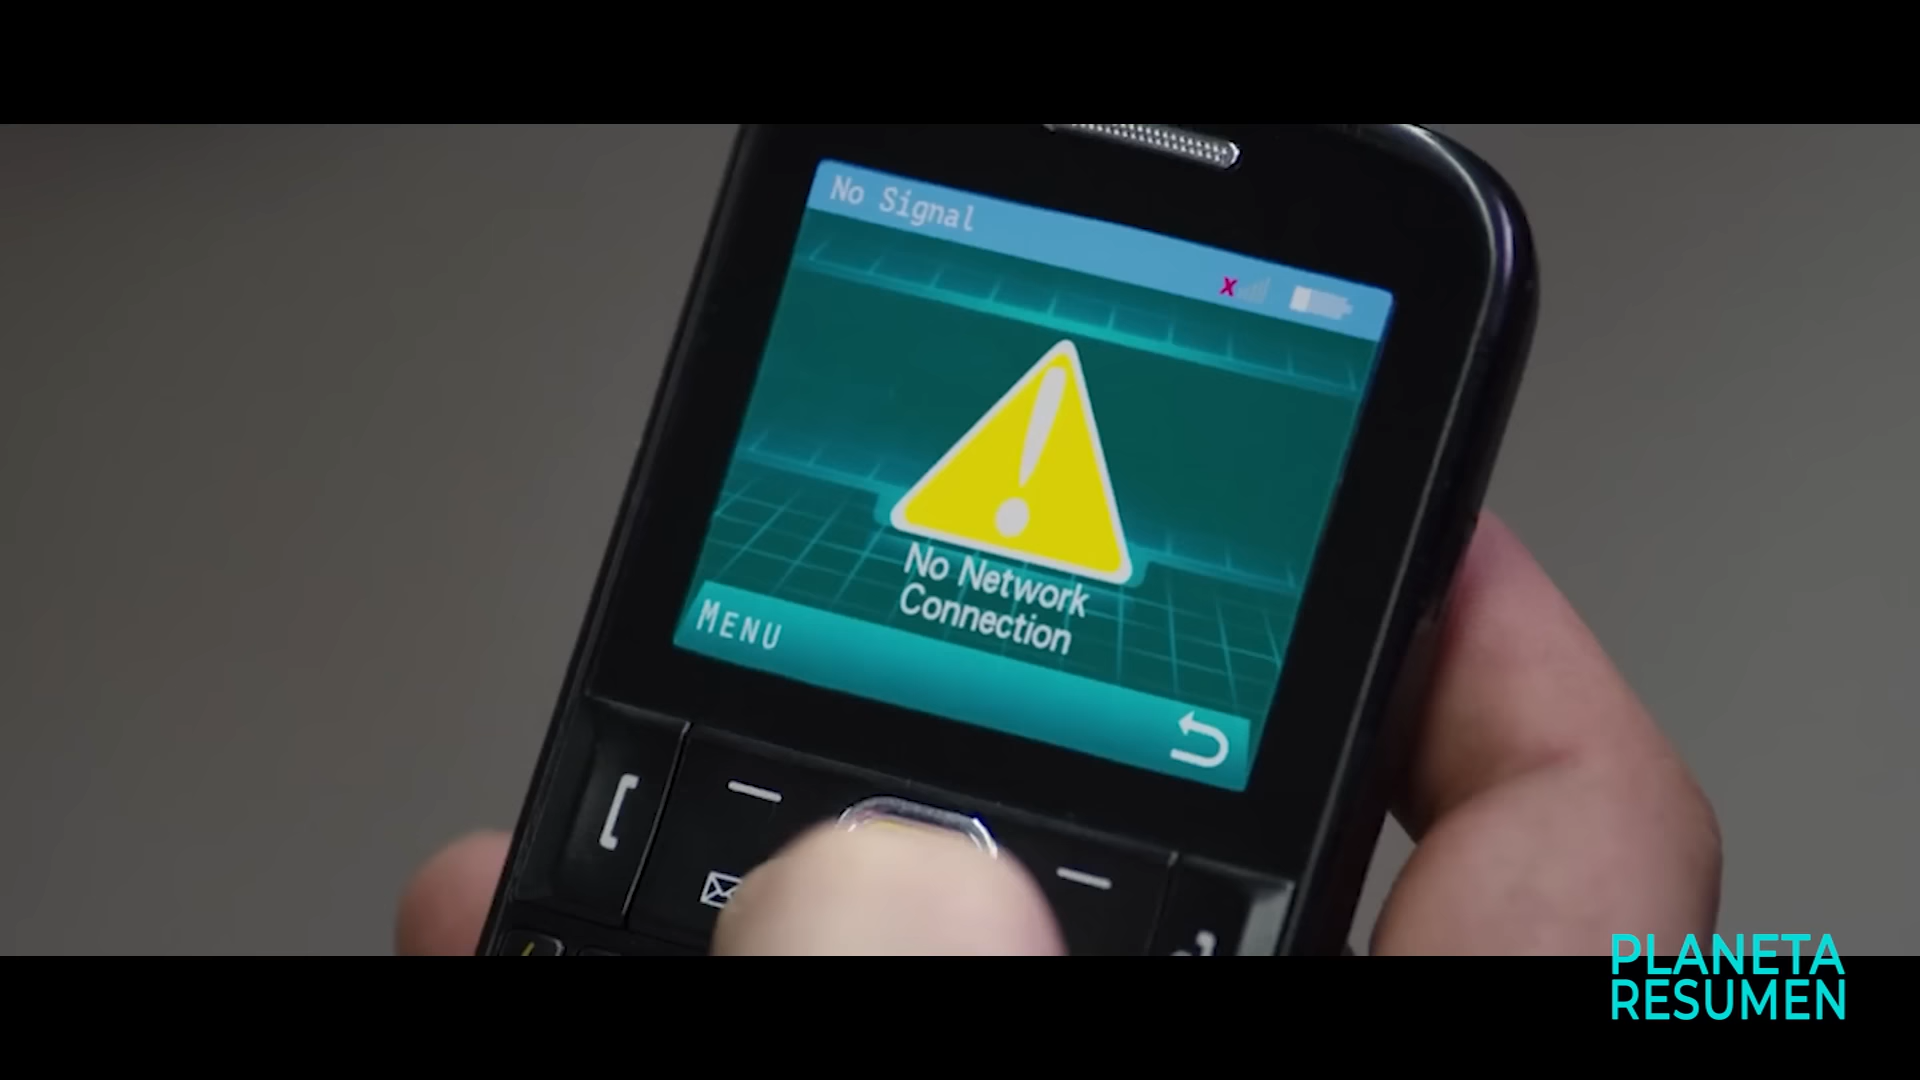 No Signal
x
No Network
Connection
MENU
PLANETA
RESUMEN